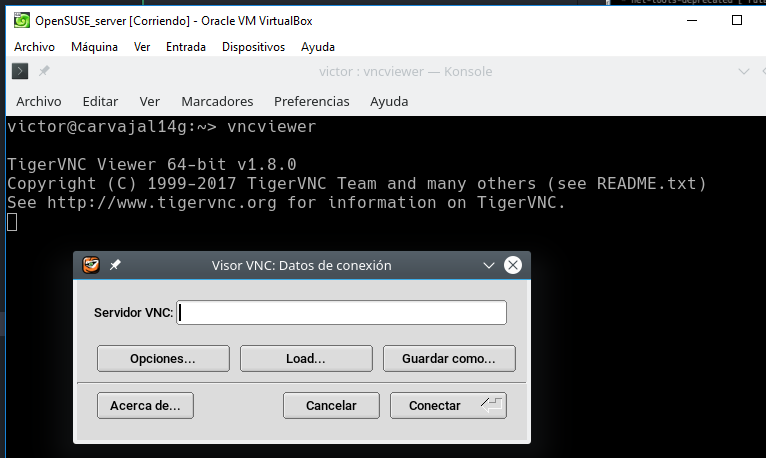 OpenSUSE_server [Corriendo] - Oracle VM VirtualBox
Archivo Máquina Ver Entrada Dispositivos Ayuda
victor : vncviewer — Konsole
Archivo Editar Ver Marcadores Preferencias Ayuda
victor@carvajal14g:~> vncviewer
TigerVNC Viewer 64-bit v1.8.0
Copyright (C) 1999-2017 TigerVNC Team and many others (see README.txt)
See http://www.tigervnc.org for information on TigerVNC.
Visor VNC: Datos de conexión
Servidor VNC:
Opciones... Load... Guardar como...
Acerca de... Cancelar Conectar